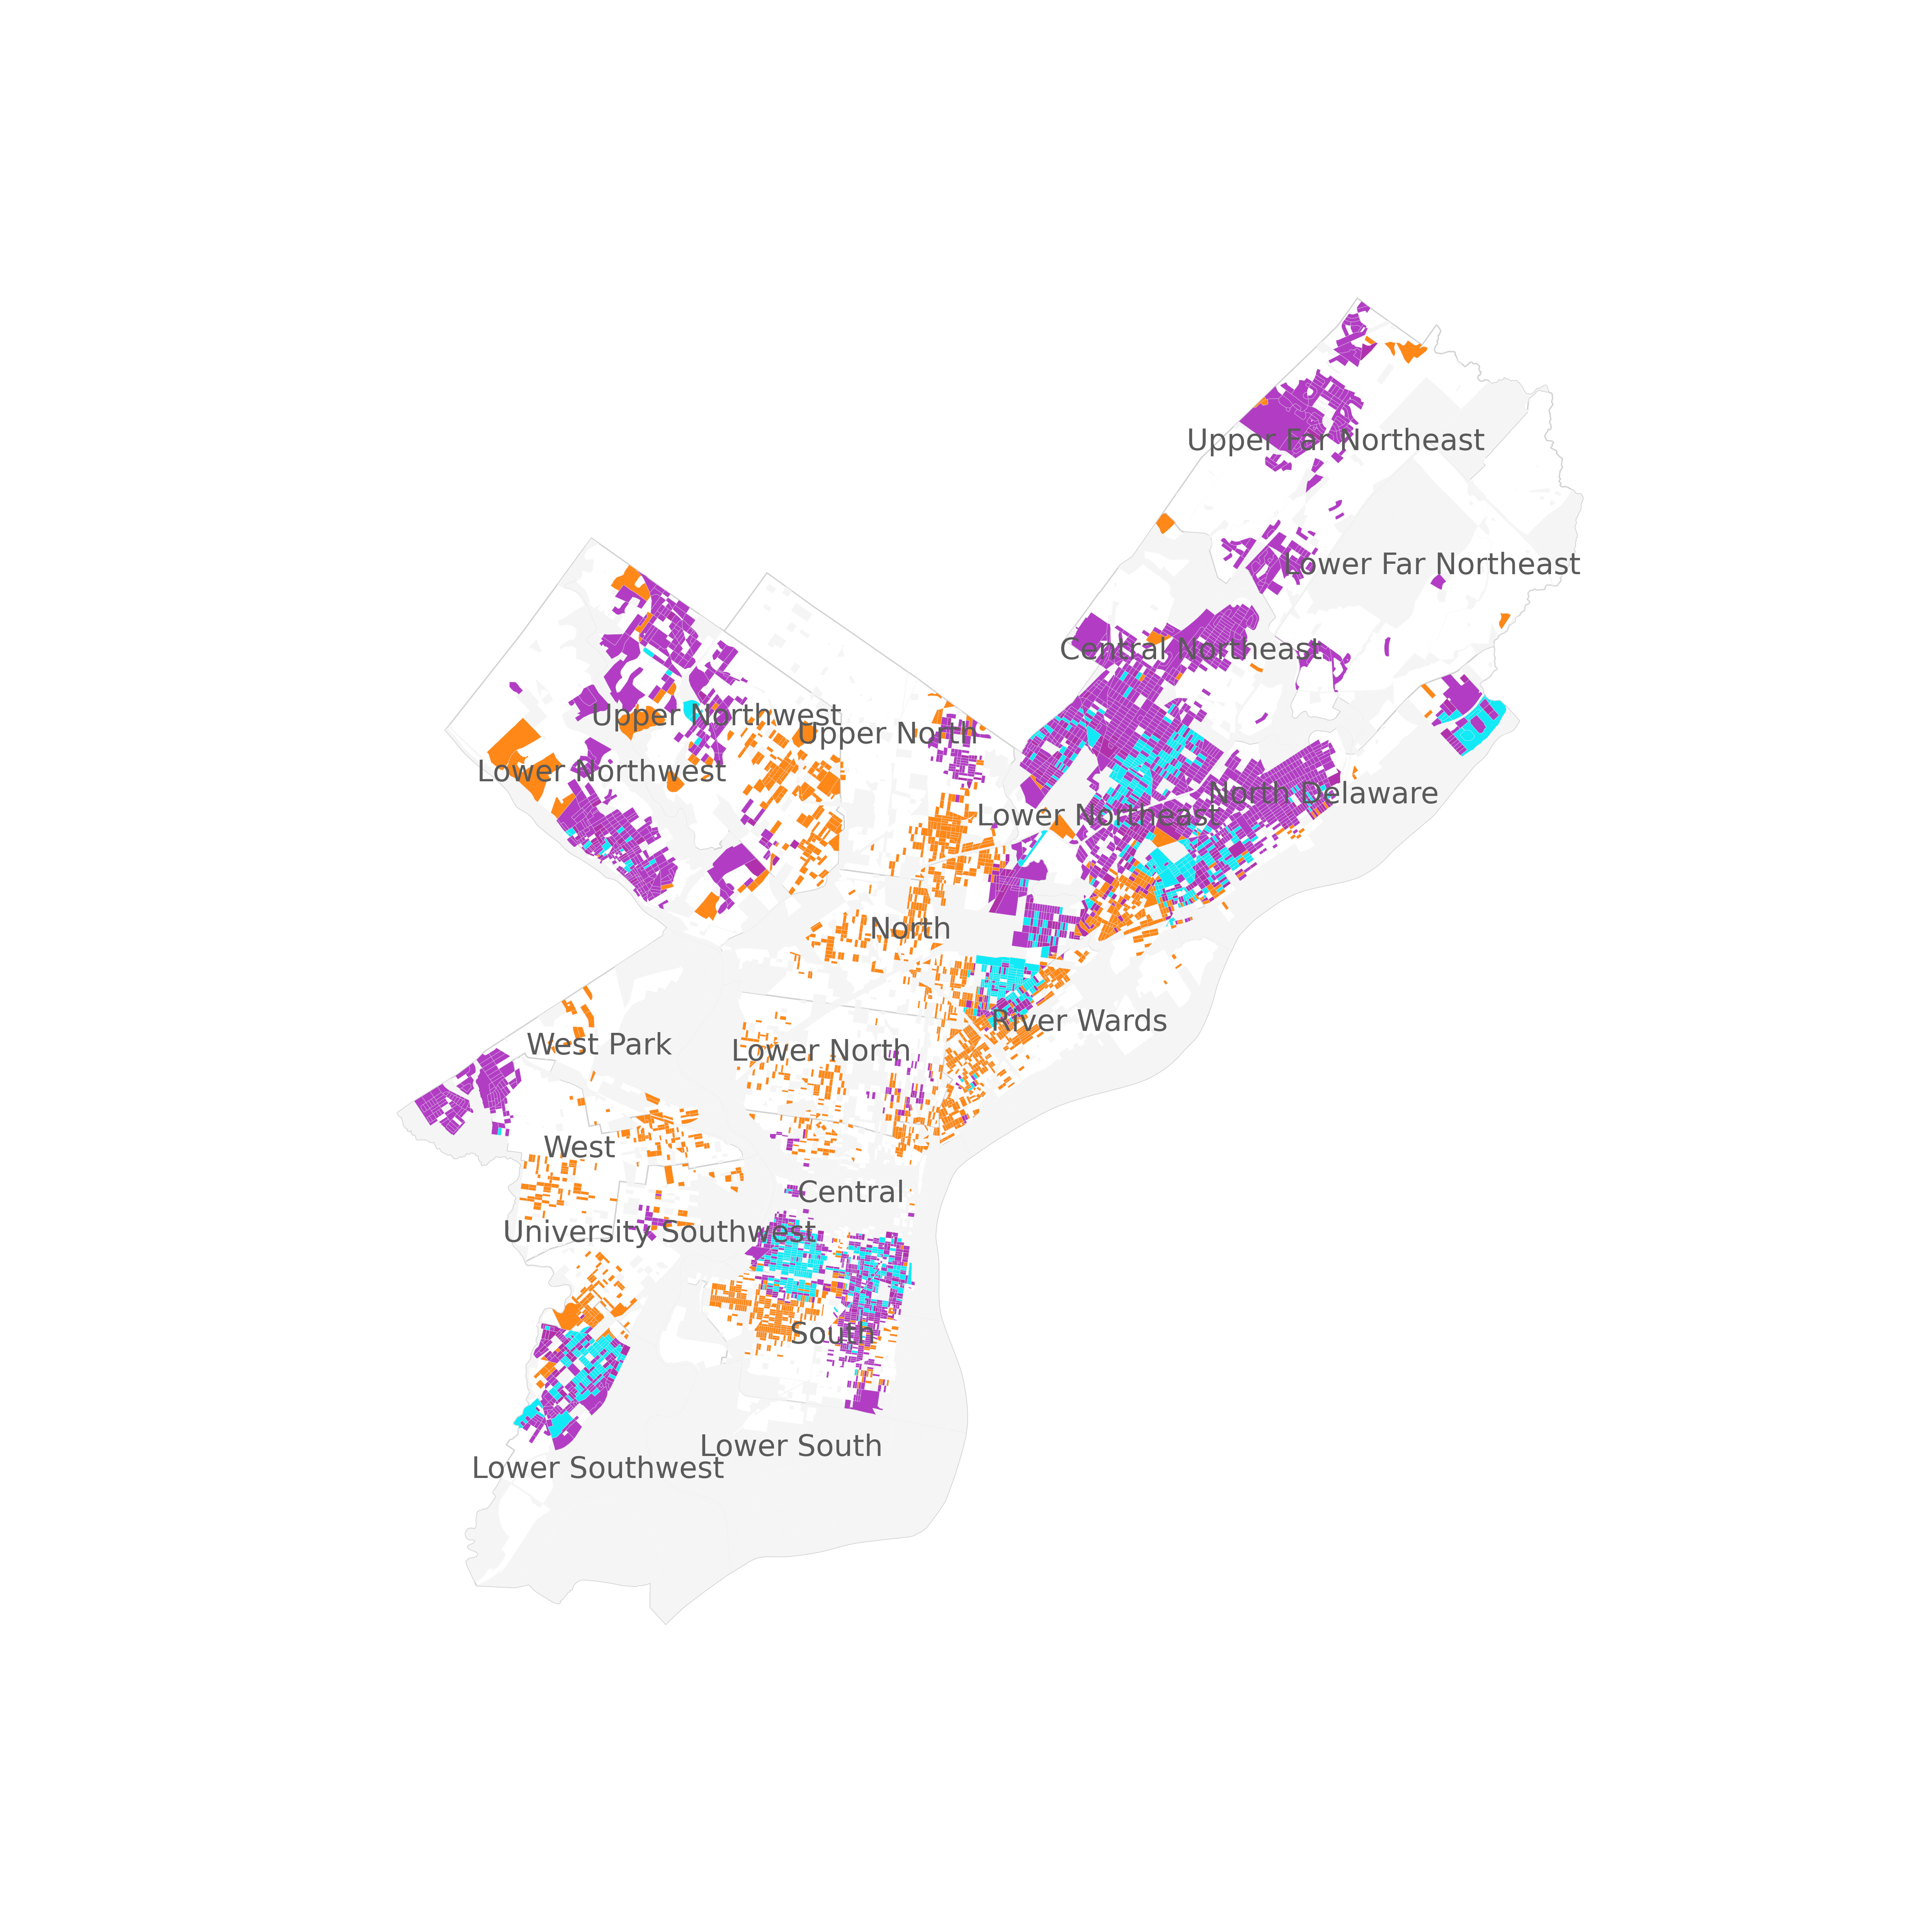 Upper Far Northeast
Lower Far Northeast
Central Northeast
Upper Northwest
Upper North
Lower Northwest
North Delaware
Lower Northeast
North
River Wards
West Park
Lower North
West
Central
University Southwest
South
Lower South
Lower Southwest